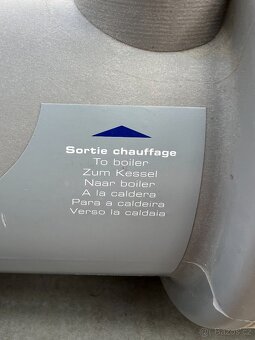 Sortie chauffage
To boiler
Zum Kessel
Naar boiler
A la caldera
Para a caldeira
Verso la caldaia